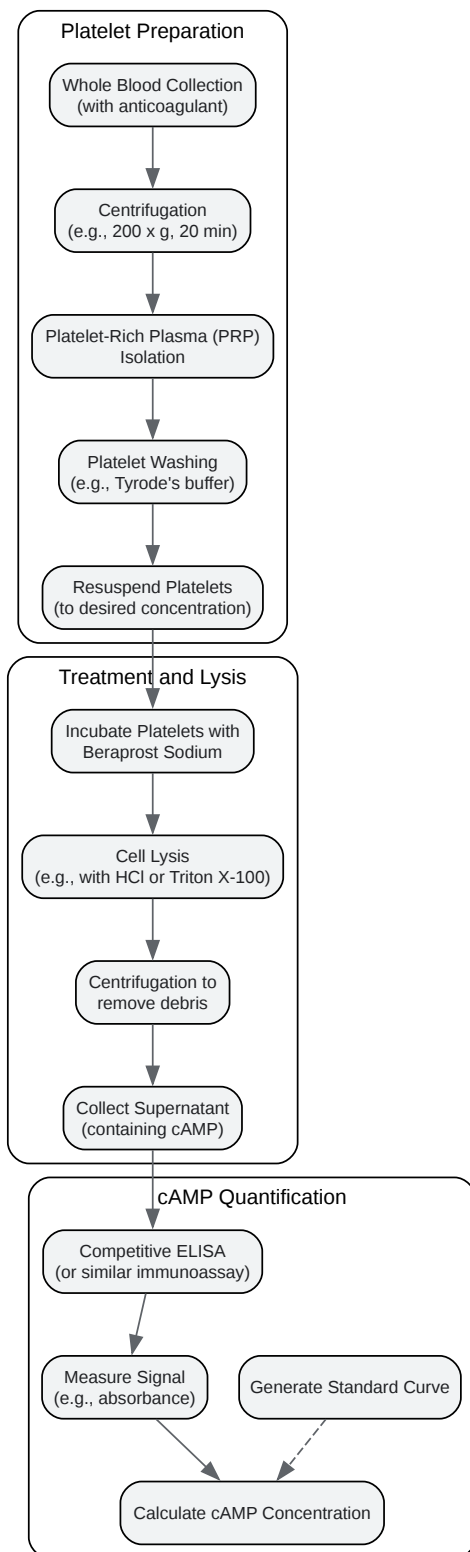 Platelet Preparation
Whole Blood Collection
(with anticoagulant)
Centrifugation
(e.g., 200 x g, 20 min)
Platelet-Rich Plasma (PRP)
Isolation
Platelet Washing
(e.g., Tyrode's buffer)
Resuspend Platelets
(to desired concentration)
Treatment and Lysis
Incubate Platelets with
Beraprost Sodium
Cell Lysis
(e.g., with HCl or Triton X-100)
Centrifugation to
remove debris
Collect Supernatant
(containing cAMP)
cAMP Quantification
Competitive ELISA
(or similar immunoassay)
Measure Signal
(e.g., absorbance)
Generate Standard Curve
Calculate cAMP Concentration